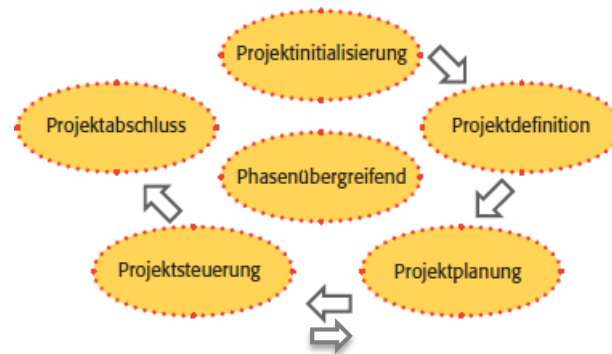 Projektinitialisierung
Projektabschluss
Projektdefinition
Phasenübergreifend
Projektsteuerung
Projektplanung